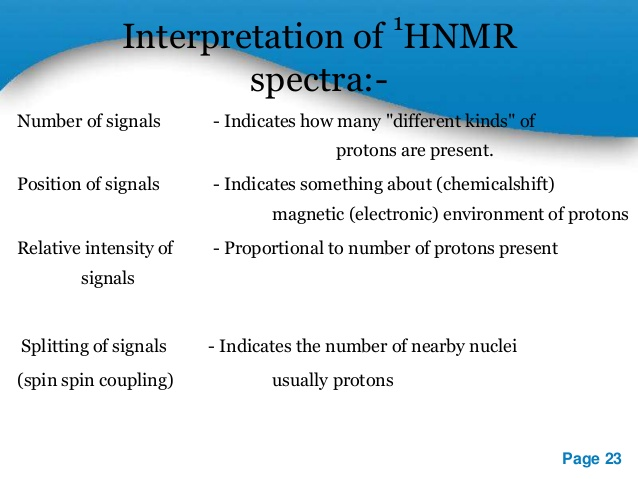 Interpretation of ¹HNMR
spectra:-
Number of signals - Indicates how many "different kinds" of
protons are present.
Position of signals - Indicates something about (chemicalshift)
magnetic (electronic) environment of protons
Relative intensity of - Proportional to number of protons present
signals
Splitting of signals - Indicates the number of nearby nuclei
(spin spin coupling) usually protons
Page 23